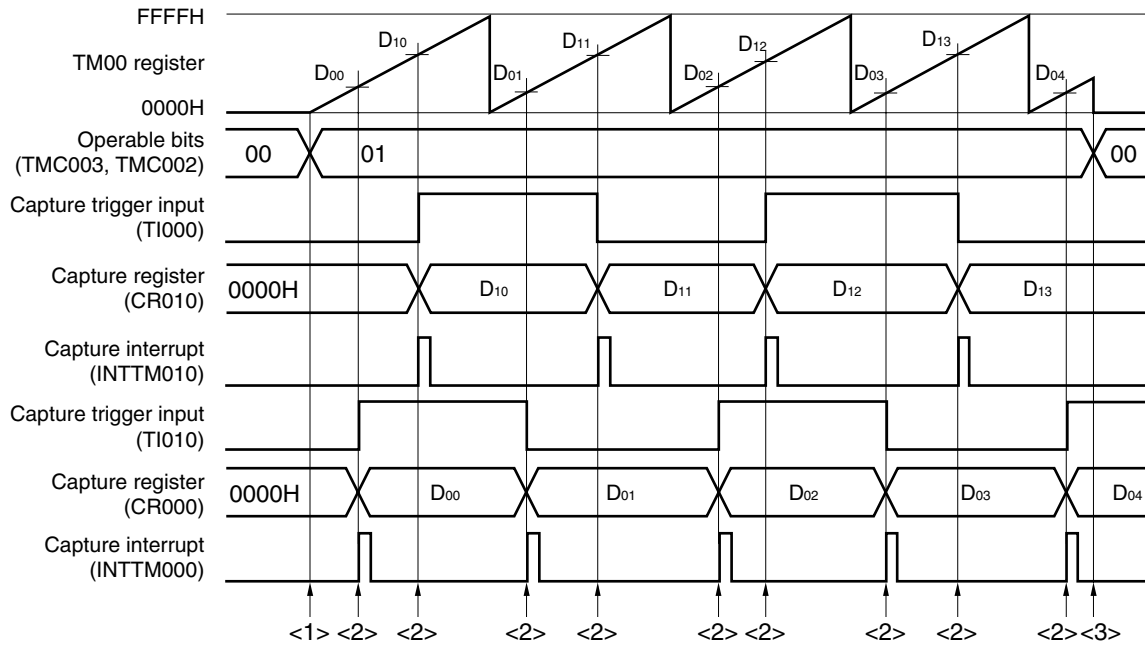 FFFFH
TM00 register
0000H
D00
D10
D01
D11
D02
D12
D03
D13
D04
Operable bits
(TMC003, TMC002)
00
01
00
Capture trigger input
(TI000)
Capture register
(CR010)
0000H
D10
D11
D12
D13
Capture interrupt
(INTTM010)
Capture trigger input
(TI010)
Capture register
(CR000)
0000H
D00
D01
D02
D03
D04
Capture interrupt
(INTTM000)
<1> <2> <2> <2> <2> <2> <2> <2> <2> <2> <3>